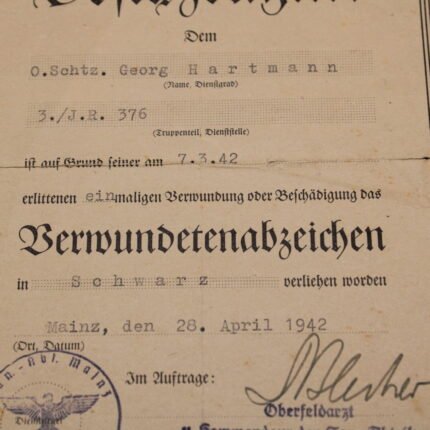 Dem
O.Schtz. Georg Hartmann
(Name, Dienstgrad)
3./J.R. 376
(Truppenteil, Dienststelle)
ist auf Grund seiner am 7.3.42
erlittenen einmaligen Verwundung oder Beschädigung das
Verwundetenabzeichen
in Schwarz verliehen worden
Mainz, den 28. April 1942
(Ort, Datum)
Im Auftrage:
Oberfeldarzt
Mainz
Dienstsiegel